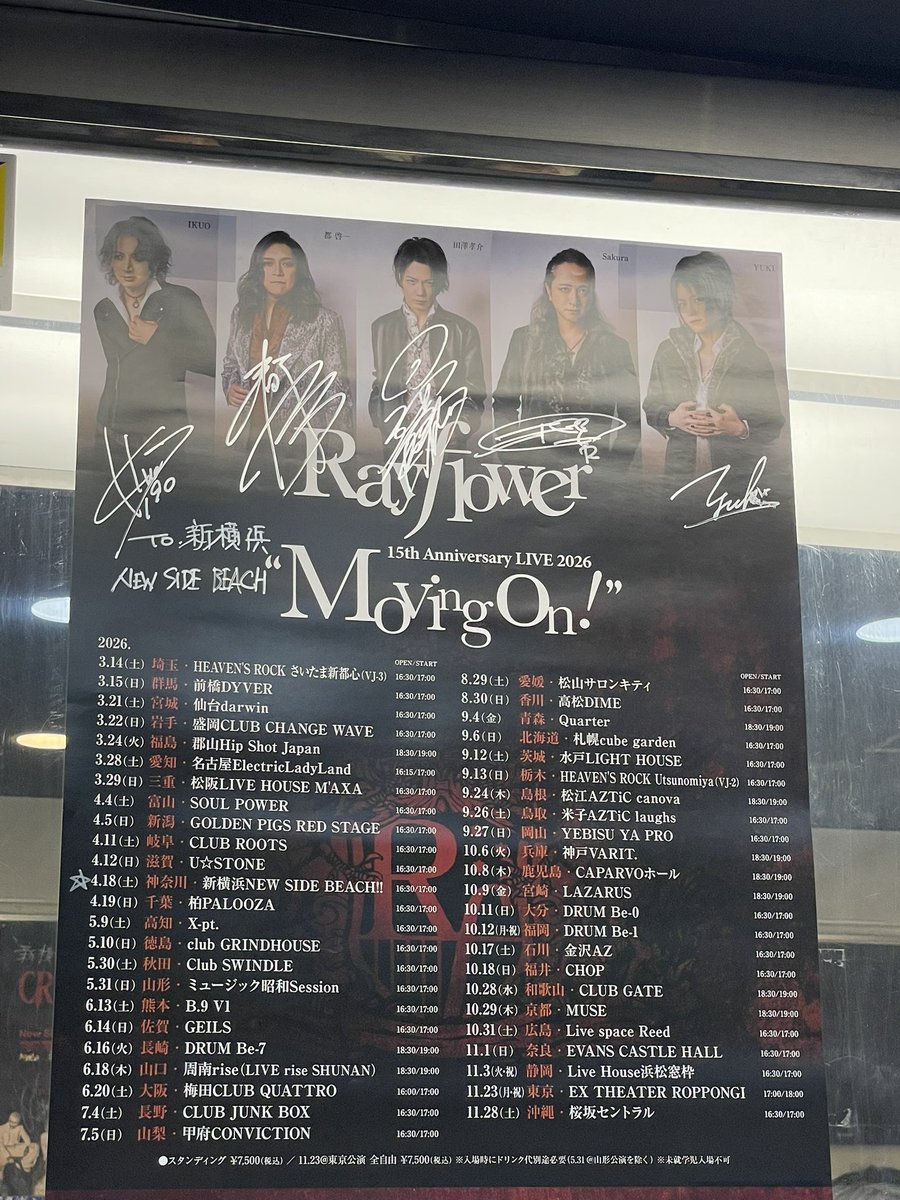 IKUO
都 啓一
田澤孝介
Sakura
YUKI
Rayflower
TO.新横浜
NEW SIDE BEACH
15th Anniversary LIVE 2026
“Moving On!”
2026.
OPEN/START
3.14(土) 埼玉・HEAVEN'S ROCK さいたま新都心(VJ-3) 16:30/17:00
3.15(日) 群馬・前橋DYVER 16:30/17:00
3.21(土) 宮城・仙台darwin 16:30/17:00
3.22(日) 岩手・盛岡CLUB CHANGE WAVE 16:30/17:00
3.24(火) 福島・郡山Hip Shot Japan 18:30/19:00
3.28(土) 愛知・名古屋ElectricLadyLand 16:15/17:00
3.29(日) 三重・松阪LIVE HOUSE M'AXA 16:30/17:00
4.4(土) 富山・SOUL POWER 16:30/17:00
4.5(日) 新潟・GOLDEN PIGS RED STAGE 16:30/17:00
4.11(土) 岐阜・CLUB ROOTS 16:30/17:00
4.12(日) 滋賀・U☆STONE 16:30/17:00
☆4.18(土) 神奈川・新横浜NEW SIDE BEACH!! 16:30/17:00
4.19(日) 千葉・柏PALOOZA 16:30/17:00
5.9(土) 高知・X-pt. 16:30/17:00
5.10(日) 徳島・club GRINDHOUSE 16:30/17:00
5.30(土) 秋田・Club SWINDLE 16:30/17:00
5.31(日) 山形・ミュージック昭和Session 16:30/17:00
6.13(土) 熊本・B.9 V1 16:30/17:00
6.14(日) 佐賀・GEILS 16:30/17:00
6.16(火) 長崎・DRUM Be-7 18:30/19:00
6.18(木) 山口・周南rise(LIVE rise SHUNAN) 18:30/19:00
6.20(土) 大阪・梅田CLUB QUATTRO 16:00/17:00
7.4(土) 長野・CLUB JUNK BOX 16:30/17:00
7.5(日) 山梨・甲府CONVICTION 16:30/17:00
OPEN/START
8.29(土) 愛媛・松山サロンキティ 16:30/17:00
8.30(日) 香川・高松DIME 16:30/17:00
9.4(金) 青森・Quarter 18:30/19:00
9.6(日) 北海道・札幌cube garden 16:30/17:00
9.12(土) 茨城・水戸LIGHT HOUSE 16:30/17:00
9.13(日) 栃木・HEAVEN'S ROCK Utsunomiya(VJ-2) 16:30/17:00
9.24(木) 島根・松江AZTiC canova 18:30/19:00
9.26(土) 鳥取・米子AZTiC laughs 16:30/17:00
9.27(日) 岡山・YEBISU YA PRO 16:30/17:00
10.6(火) 兵庫・神戸VARIT. 18:30/19:00
10.8(木) 鹿児島・CAPARVOホール 18:30/19:00
10.9(金) 宮崎・LAZARUS 18:30/19:00
10.11(日) 大分・DRUM Be-0 16:30/17:00
10.12(月・祝) 福岡・DRUM Be-1 16:30/17:00
10.17(土) 石川・金沢AZ 16:30/17:00
10.18(日) 福井・CHOP 16:30/17:00
10.28(水) 和歌山・CLUB GATE 18:30/19:00
10.29(木) 京都・MUSE 18:30/19:00
10.31(土) 広島・Live space Reed 16:30/17:00
11.1(日) 奈良・EVANS CASTLE HALL 16:30/17:00
11.3(火・祝) 静岡・Live House浜松窓枠 16:30/17:00
11.23(月・祝) 東京・EX THEATER ROPPONGI 17:00/18:00
11.28(土) 沖縄・桜坂セントラル 16:30/17:00
●スタンディング ¥7,500(税込) / 11.23@東京公演 全自由 ¥7,500(税込) ※入場時にドリンク代別途必要(5.31@山形公演を除く) ※未就学児入場不可